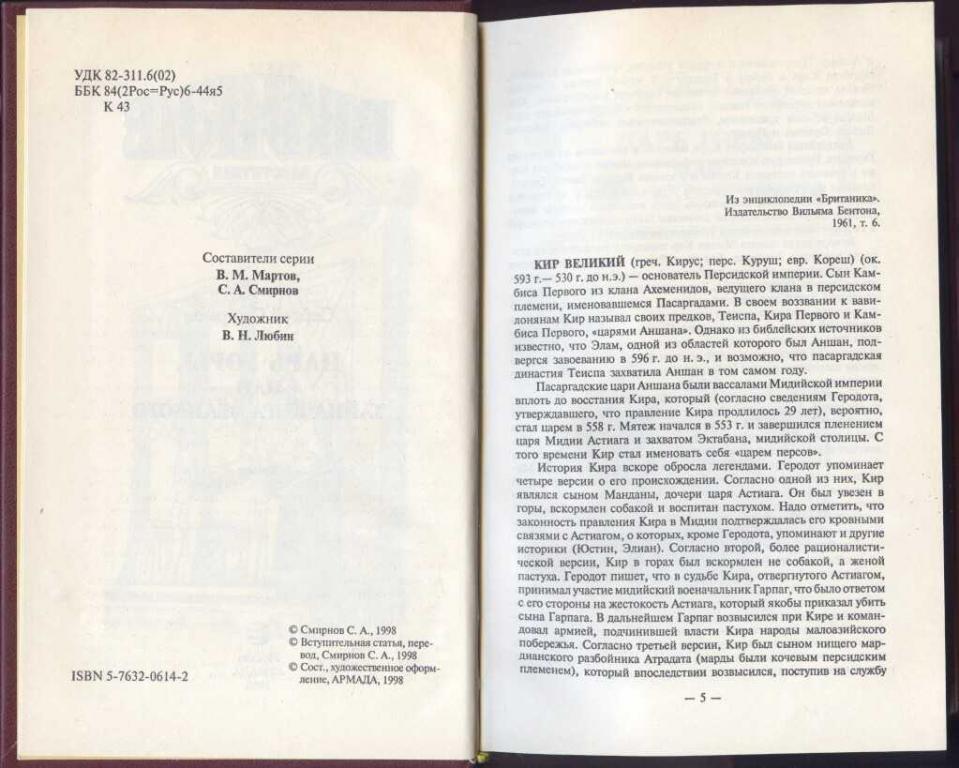 УДК 82-311.6(02)
ББК 84(2Рос=Рус)6-44я5
К 43
Составители серии
В. М. Мартов,
С. А. Смирнов
Художник
В. Н. Любин
© Смирнов С. А., 1998
© Вступительная статья, пере-
вод, Смирнов С. А., 1998
© Сост., художественное оформ-
ление, АРМАДА, 1998
ISBN 5-7632-0614-2
Из энциклопедии «Британика».
Издательство Вильяма Бентона,
1961, т. 6.
КИР ВЕЛИКИЙ (греч. Кирус; перс. Куруш; евр. Кореш) (ок.
593 г.— 530 г. до н.э.) — основатель Персидской империи. Сын Кам-
биса Первого из клана Ахеменидов, ведущего клана в персидском
племени, именовавшемся Пасаргадами. В своем воззвании к вави-
лонянам Кир называл своих предков, Теиспа, Кира Первого и Кам-
биса Первого, «царями Аншана». Однако из библейских источников
известно, что Элам, одной из областей которого был Аншан, под-
вергся завоеванию в 596 г. до н. э., и возможно, что пасаргадская
династия Теиспа захватила Аншан в том самом году.
Пасаргадские цари Аншана были вассалами Мидийской империи
вплоть до восстания Кира, который (согласно сведениям Геродота,
утверждавшего, что правление Кира продлилось 29 лет), вероятно,
стал царем в 558 г. Мятеж начался в 553 г. и завершился пленением
царя Мидии Астиага и захватом Эктабана, мидийской столицы. С
того времени Кир стал именовать себя «царем персов».
История Кира вскоре обросла легендами. Геродот упоминает
четыре версии о его происхождении. Согласно одной из них, Кир
являлся сыном Манданы, дочери царя Астиага. Он был увезен в
горы, вскормлен собакой и воспитан пастухом. Надо отметить, что
законность правления Кира в Мидии подтверждалась его кровными
связями с Астиагом, о которых, кроме Геродота, упоминают и другие
историки (Юстин, Элиан). Согласно второй, более рационалисти-
ческой версии, Кир в горах был вскормлен не собакой, а женой
пастуха. Геродот пишет, что в судьбе Кира, отвергнутого Астиагом,
принимал участие мидийский военачальник Гарпаг, что было ответом
с его стороны на жестокость Астиага, который якобы приказал убить
сына Гарпага. В дальнейшем Гарпаг возвысился при Кире и коман-
довал армией, подчинившей власти Кира народы малоазийского
побережья. Согласно третьей версии, Кир был сыном нищего мар-
дианского разбойника Атрадата (марды были кочевым персидским
племенем), который впоследствии возвысился, поступив на службу
— 5 —